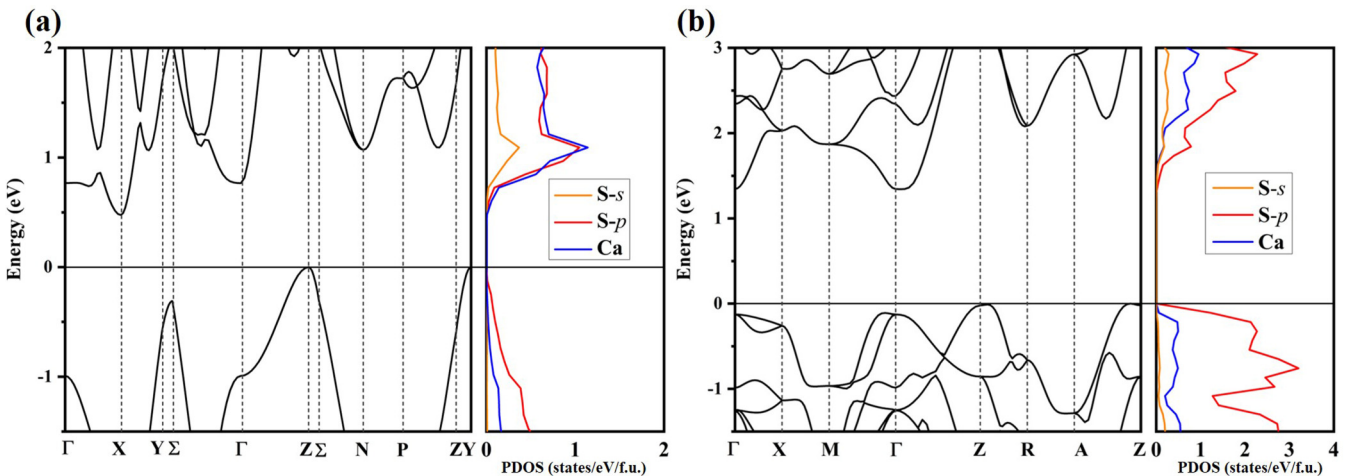 (a)
Energy (eV)
2
1
0
-1
Γ X Y Σ Γ Z Σ N P Z Y
S-s
S-p
Ca
0 1 2
PDOS (states/eV/f.u.)
(b)
Energy (eV)
3
2
1
0
-1
Γ X M Γ Z R A Z
S-s
S-p
Ca
0 1 2 3 4
PDOS (states/eV/f.u.)